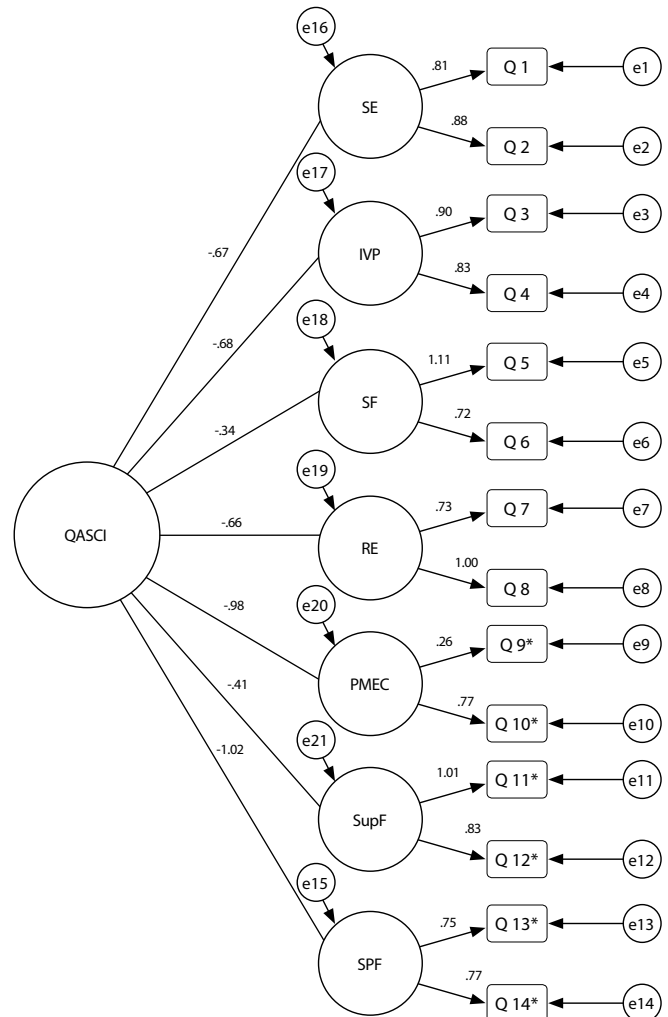 e16
.81
Q 1
e1
SE
.88
Q 2
e2
e17
.90
Q 3
e3
-.67
IVP
.83
Q 4
e4
e18
-.68
1.11
Q 5
e5
SF
.72
Q 6
e6
-.34
e19
.73
Q 7
e7
QASCI
-.66
RE
1.00
Q 8
e8
e20
-.98
.26
Q 9*
e9
PMEC
.77
Q 10*
e10
-.41
e21
-1.02
1.01
Q 11*
e11
SupF
.83
Q 12*
e12
e15
.75
Q 13*
e13
SPF
.77
Q 14*
e14